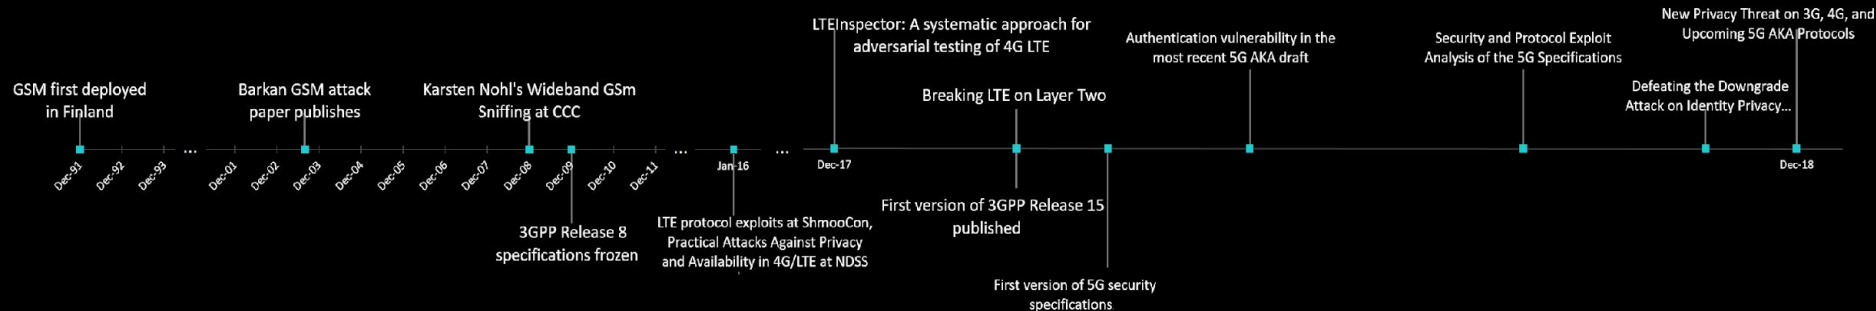 GSM first deployed
in Finland
Barkan GSM attack
paper publishes
Karsten Nohl's Wideband GSm
Sniffing at CCC
LTEInspector: A systematic approach for
adversarial testing of 4G LTE
Breaking LTE on Layer Two
Authentication vulnerability in the
most recent 5G AKA draft
Security and Protocol Exploit
Analysis of the 5G Specifications
New Privacy Threat on 3G, 4G, and
Upcoming 5G AKA Protocols
Defeating the Downgrade
Attack on Identity Privacy...
Dec-91
Dec-92
Dec-93
...
Dec-01
Dec-02
Dec-03
Dec-04
Dec-05
Dec-06
Dec-07
Dec-08
Dec-09
Dec-10
Dec-11
...
Jan-16
...
Dec-17
Dec-18
3GPP Release 8
specifications frozen
LTE protocol exploits at ShmooCon,
Practical Attacks Against Privacy
and Availability in 4G/LTE at NDSS
First version of 3GPP Release 15
published
First version of 5G security
specifications